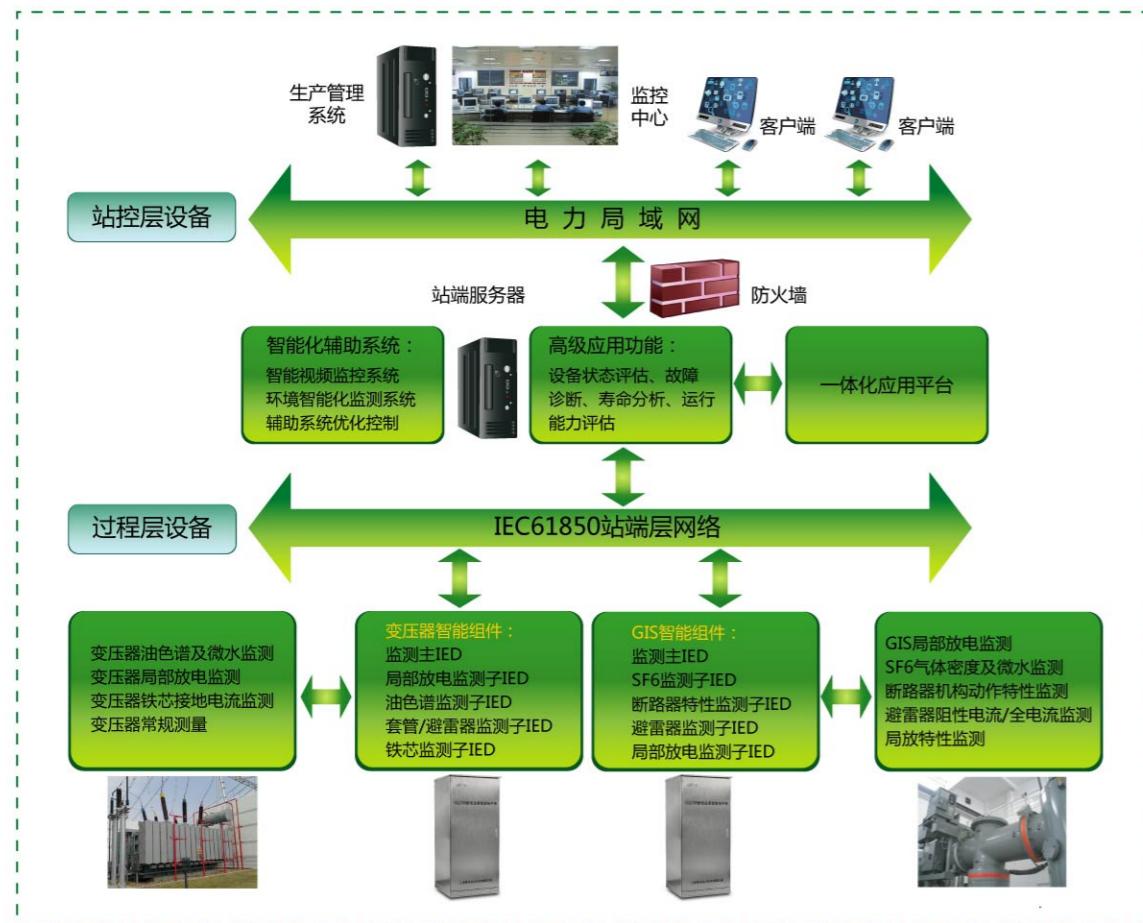 生产管理
系统
监控
中心
客户端
客户端
站控层设备
电力局域网
站端服务器
防火墙
智能化辅助系统：
智能视频监控系统
环境智能化监测系统
辅助系统优化控制
高级应用功能：
设备状态评估、故障
诊断、寿命分析、运行
能力评估
一体化应用平台
过程层设备
IEC61850站端层网络
变压器油色谱及微水监测
变压器局部放电监测
变压器铁芯接地电流监测
变压器常规测量
变压器智能组件：
监测主IED
局部放电监测子IED
油色谱监测子IED
套管/避雷器监测子IED
铁芯监测子IED
GIS智能组件：
监测主IED
SF6监测子IED
断路器特性监测子IED
避雷器监测子IED
局部放电监测子IED
GIS局部放电监测
SF6气体密度及微水监测
断路器机构动作特性监测
避雷器阻性电流/全电流监测
局放特性监测